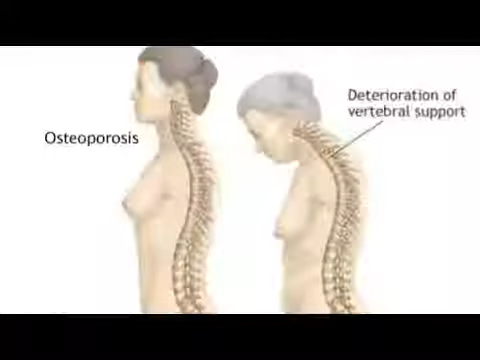 Osteoporosis
Deterioration of
vertebral support